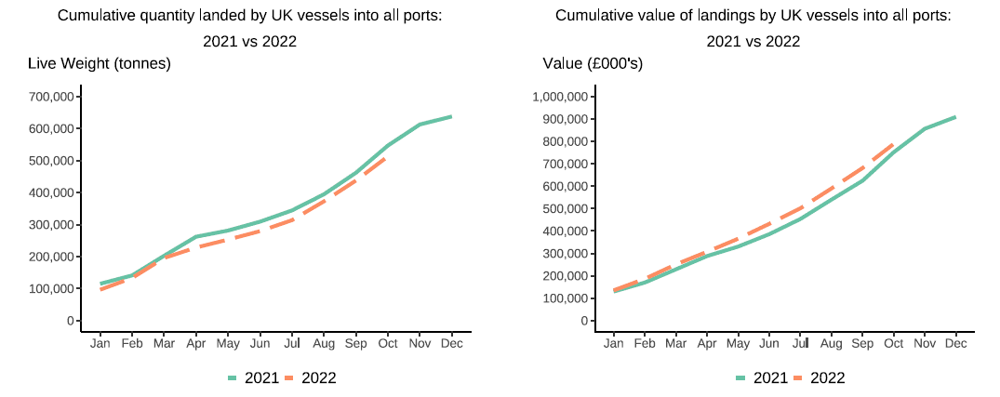 Cumulative quantity landed by UK vessels into all ports:
2021 vs 2022
Live Weight (tonnes)
700,000
600,000
500,000
400,000
300,000
200,000
100,000
0
Jan Feb Mar Apr May Jun Jul Aug Sep Oct Nov Dec
2021 2022
Cumulative value of landings by UK vessels into all ports:
2021 vs 2022
Value (£000's)
1,000,000
900,000
800,000
700,000
600,000
500,000
400,000
300,000
200,000
100,000
0
Jan Feb Mar Apr May Jun Jul Aug Sep Oct Nov Dec
2021 2022